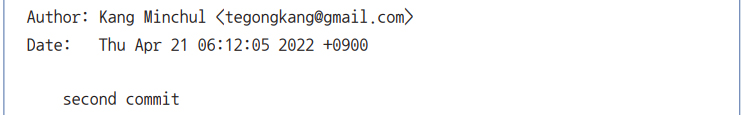 Author: Kang Minchul <tegongkang@gmail.com>
Date:   Thu Apr 21 06:12:05 2022 +0900
    second commit